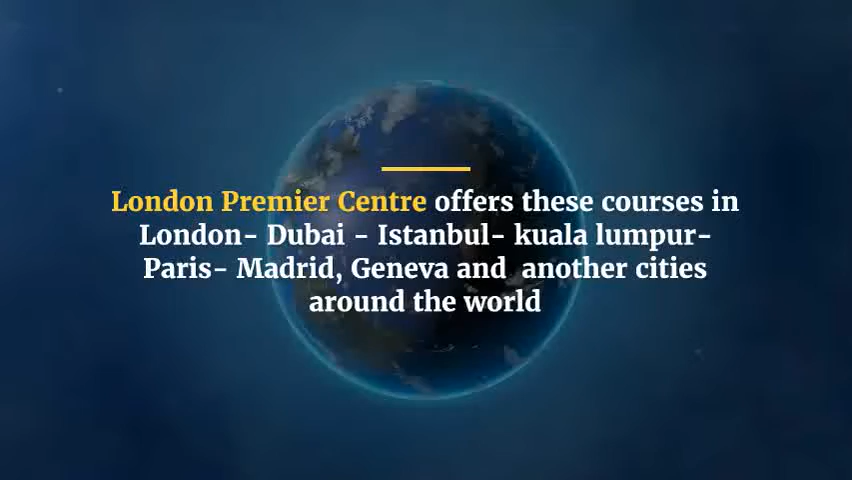 London Premier Centre offers these courses in
London- Dubai - Istanbul- kuala lumpur-
Paris- Madrid, Geneva and  another cities
around the world